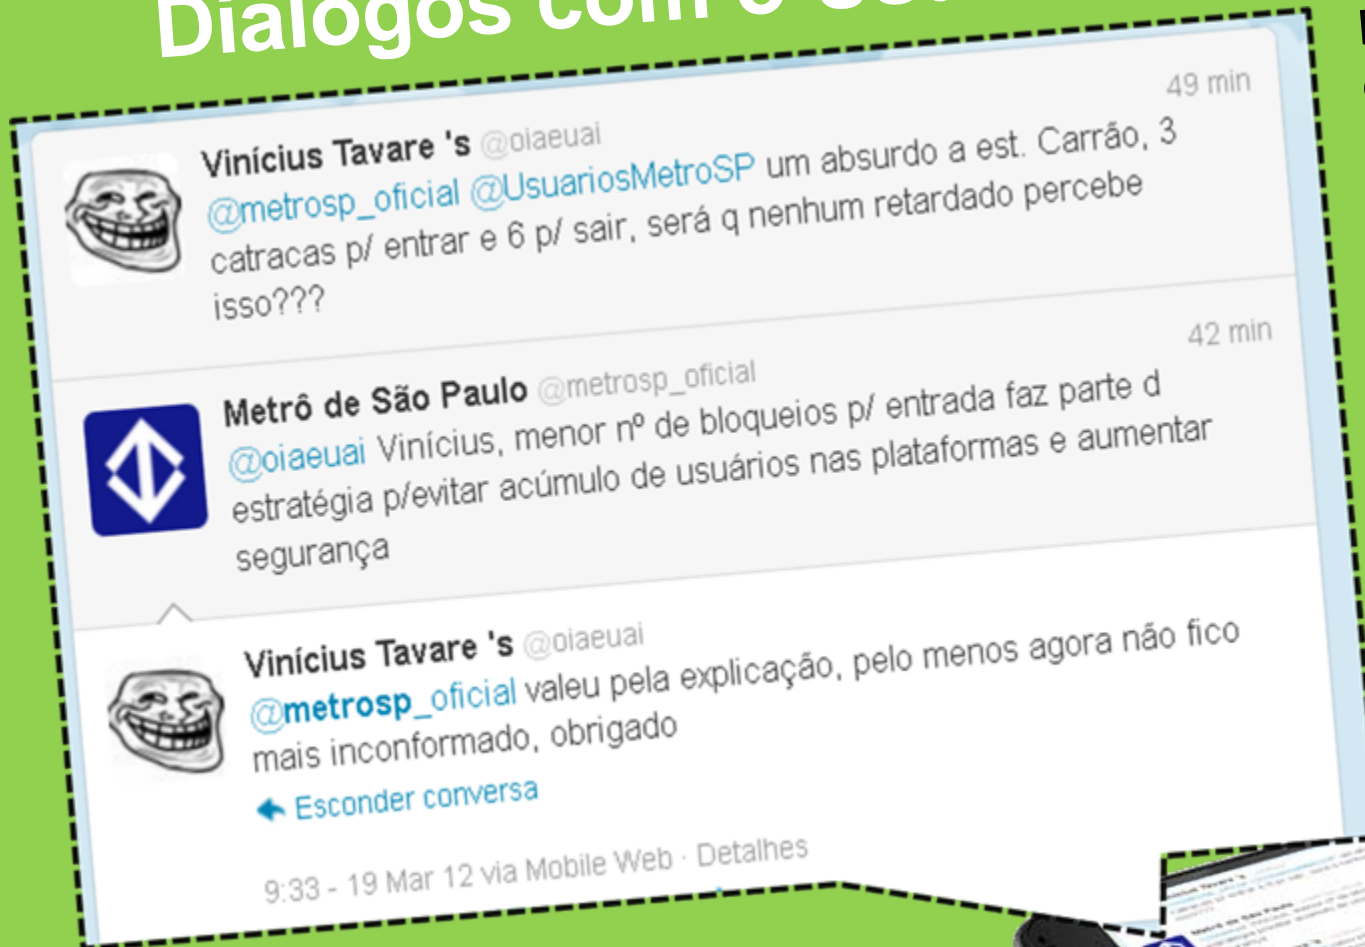 Diálogos com o
49 min
Vinícius Tavare 's @oiaeuai
@metrosp_oficial @UsuariosMetroSP um absurdo a est. Carrão, 3
catracas p/ entrar e 6 p/ sair, será q nenhum retardado percebe
isso???
42 min
Metrô de São Paulo @metrosp_oficial
@oiaeuai Vinícius, menor nº de bloqueios p/ entrada faz parte d
estratégia p/evitar acúmulo de usuários nas plataformas e aumentar
segurança
Vinícius Tavare 's @oiaeuai
@metrosp_oficial valeu pela explicação, pelo menos agora não fico
mais inconformado, obrigado
Esconder conversa
9:33 - 19 Mar 12 via Mobile Web · Detalhes